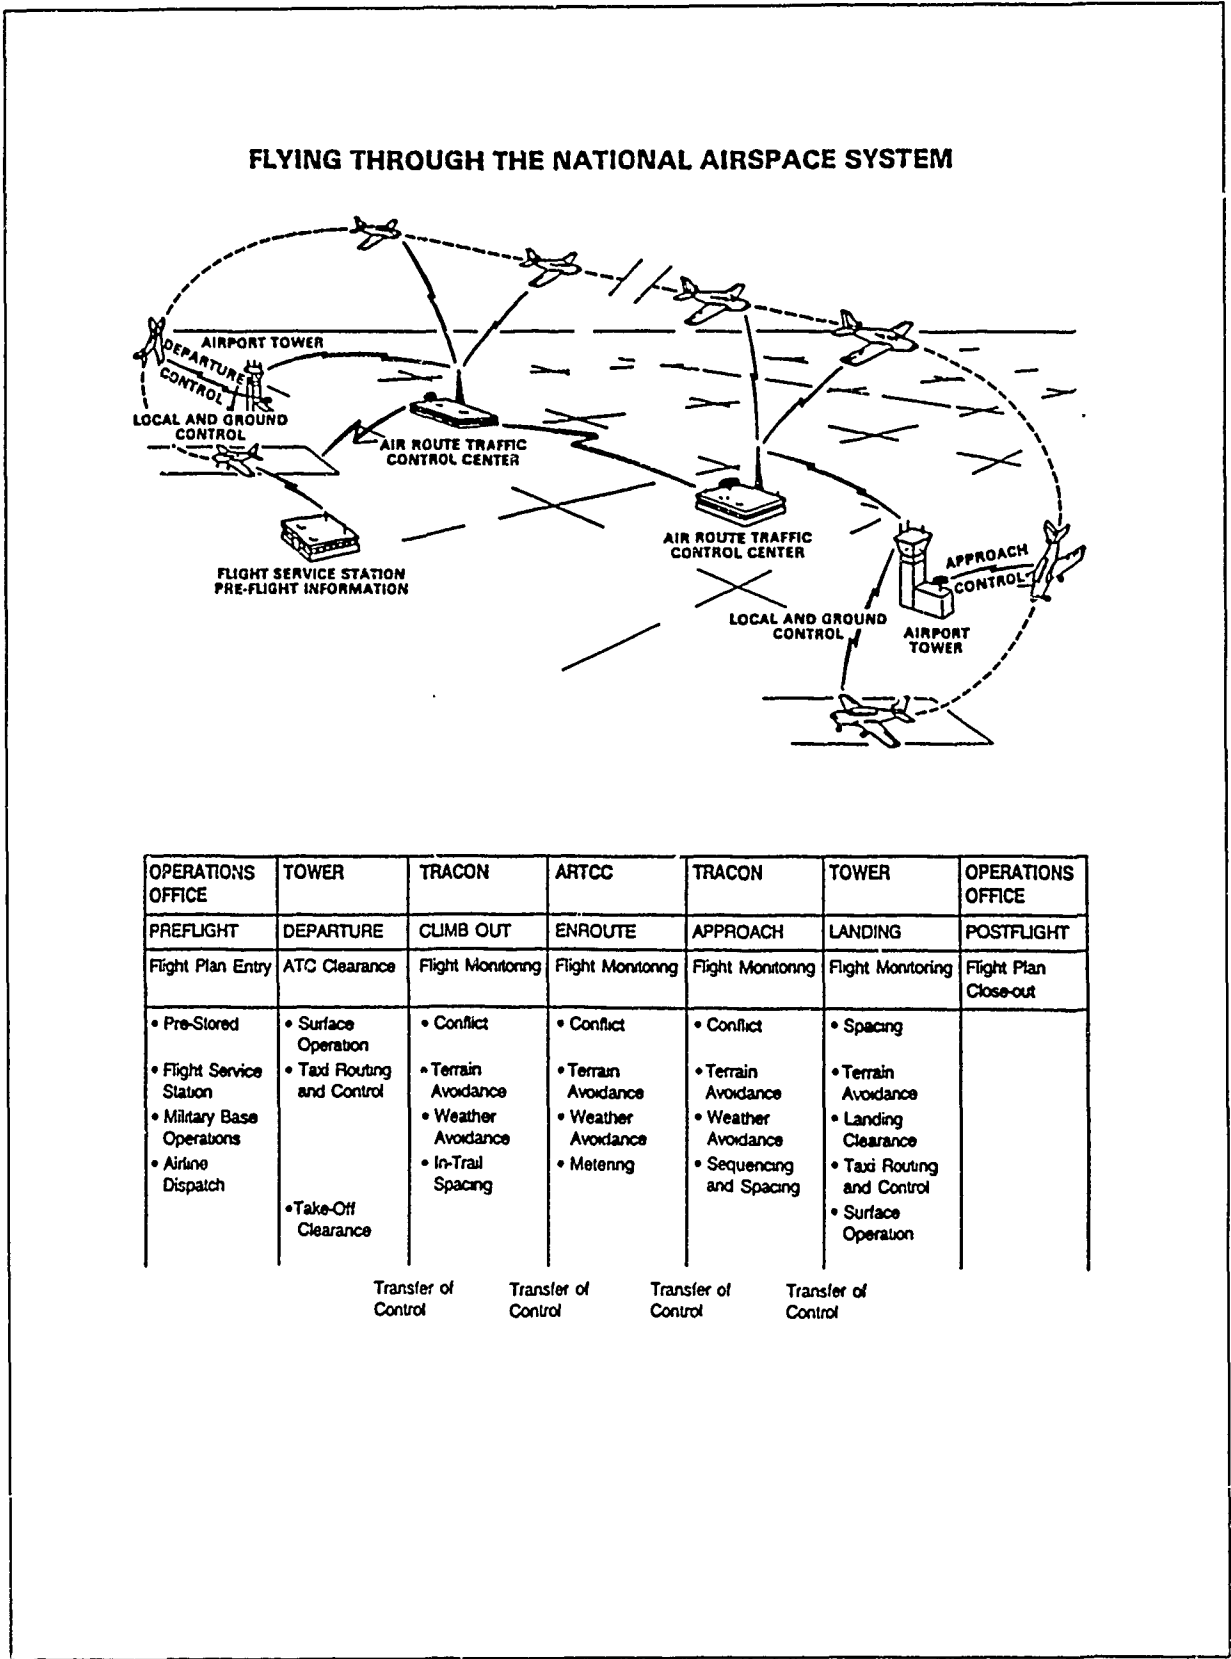 FLYING THROUGH THE NATIONAL AIRSPACE SYSTEM
AIRPORT TOWER
DEPARTURE
CONTROL
LOCAL AND GROUND
CONTROL
AIR ROUTE TRAFFIC
CONTROL CENTER
FLIGHT SERVICE STATION
PRE-FLIGHT INFORMATION
AIR ROUTE TRAFFIC
CONTROL CENTER
APPROACH
CONTROL
LOCAL AND GROUND
CONTROL
AIRPORT
TOWER
OPERATIONS
OFFICE
TOWER
TRACON
ARTCC
TRACON
TOWER
OPERATIONS
OFFICE
PREFLIGHT
DEPARTURE
CLIMB OUT
ENROUTE
APPROACH
LANDING
POSTFLIGHT
Flight Plan Entry
ATC Clearance
Flight Monitoring
Flight Monitoring
Flight Monitoring
Flight Monitoring
Flight Plan
Close-out
• Pre-Stored
• Flight Service
Station
• Military Base
Operations
• Airline
Dispatch
• Surface
Operation
• Taxi Routing
and Control
• Take-Off
Clearance
• Conflict
• Terrain
Avoidance
• Weather
Avoidance
• In-Trail
Spacing
• Conflict
• Terrain
Avoidance
• Weather
Avoidance
• Metering
• Conflict
• Terrain
Avoidance
• Weather
Avoidance
• Sequencing
and Spacing
• Spacing
• Terrain
Avoidance
• Landing
Clearance
• Taxi Routing
and Control
• Surface
Operation
Transfer of
Control
Transfer of
Control
Transfer of
Control
Transfer of
Control